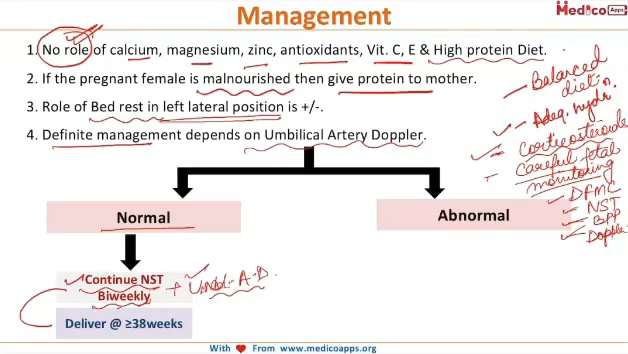 Management
Medico Apps
1. No role of calcium, magnesium, zinc, antioxidants, Vit. C, E & High protein Diet.
2. If the pregnant female is malnourished then give protein to mother.
3. Role of Bed rest in left lateral position is +/-.
4. Definite management depends on Umbilical Artery Doppler.
Balanced
diet
Adeq. hydr.
Corticosteroids
Careful fetal
monitoring
DFMC
NST
BPP
Doppler
Normal
Abnormal
Continue NST
Biweekly
+ Umb. A. D.
Deliver @ ≥38weeks
With From www.medicoapps.org